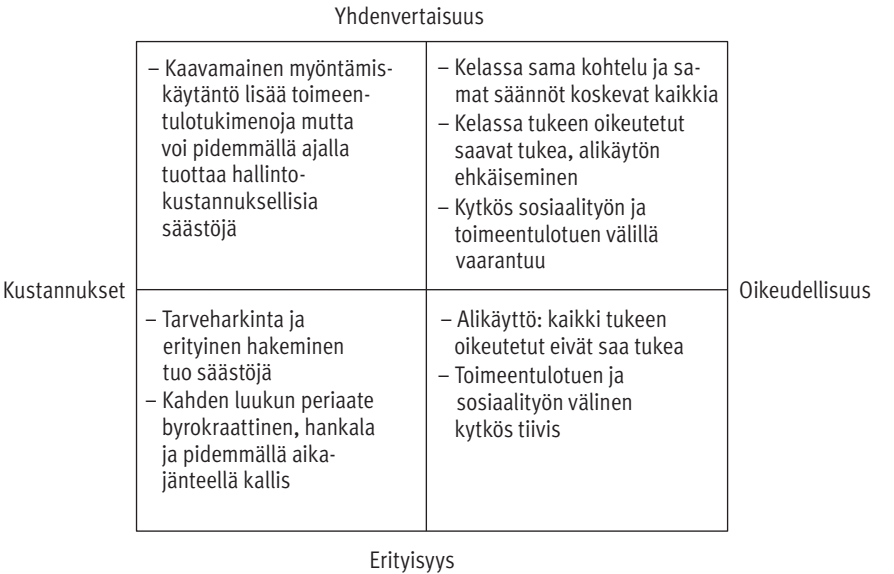 Yhdenvertaisuus
– Kaavamainen myöntämis-
käytäntö lisää toimeen-
tulotukimenoja mutta
voi pidemmällä ajalla
tuottaa hallinto-
kustannuksellisia
säästöjä
– Kelassa sama kohtelu ja sa-
mat säännöt koskevat kaikkia
– Kelassa tukeen oikeutetut
saavat tukea, alikäytön
ehkäiseminen
– Kytkös sosiaalityön ja
toimeentulotuen välillä
vaarantuu
Kustannukset
Oikeudellisuus
– Tarveharkinta ja
erityinen hakeminen
tuo säästöjä
– Kahden luukun periaate
byrokraattinen, hankala
ja pidemmällä aika-
jänteellä kallis
– Alikäyttö: kaikki tukeen
oikeutetut eivät saa tukea
– Toimeentulotuen ja
sosiaalityön välinen
kytkös tiivis
Erityisyys